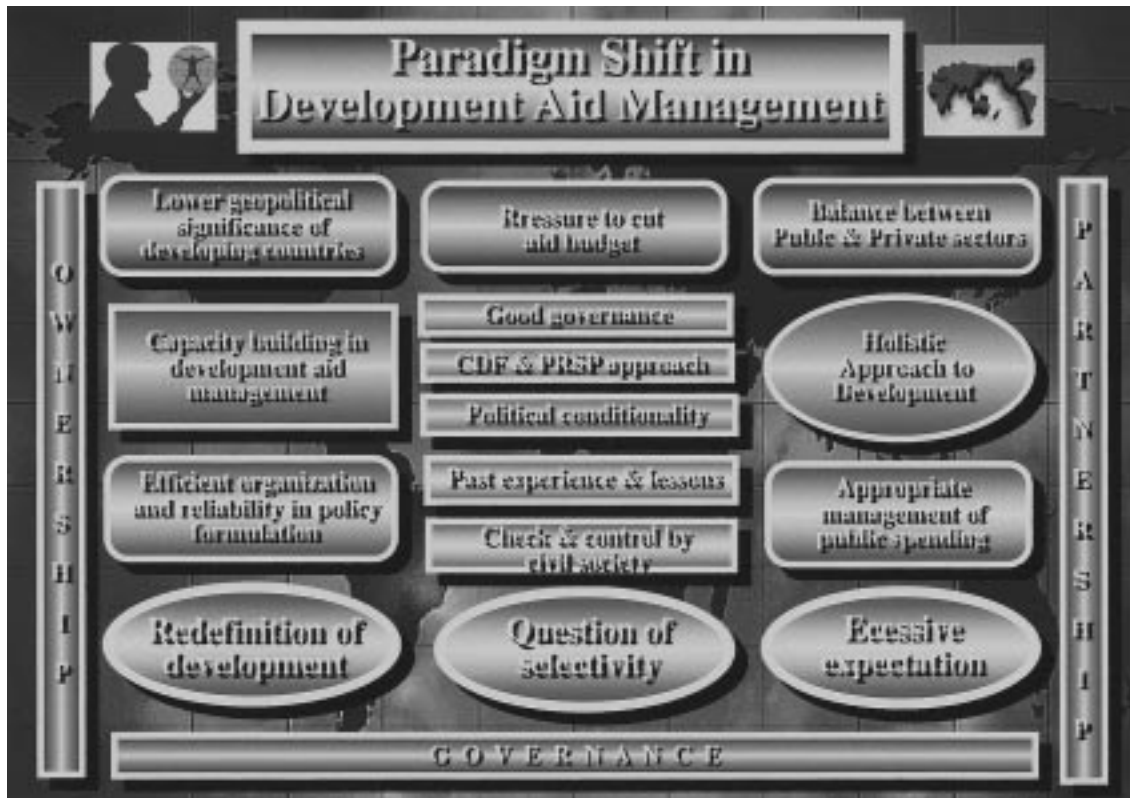 Paradigm Shift in
Development Aid Management
OWNERSHIP
Lower geopolitical
significance of
developing countries
Rressure to cut
aid budget
Balance between
Publc & Private sectors
PARTNERSHIP
Capacity building in
development aid
management
Good governance
CDF & PRSP approach
Political conditionality
Holistic
Approach to
Development
Efficient organization
and reliability in policy
formulation
Past experience & lessons
Check & control by
civil society
Appropriate
management of
public spending
Redefinition of
development
Question of
selectivity
Ecessive
expectation
GOVERNANCE